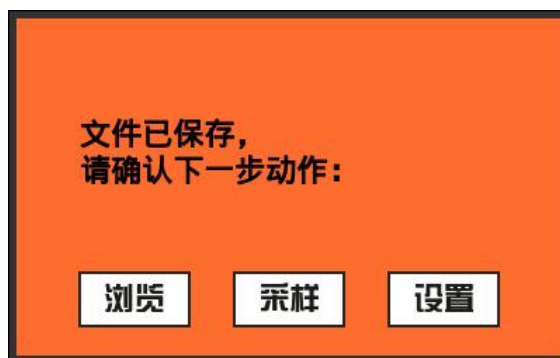 文件已保存，
请确认下一步动作：
浏览 采样 设置